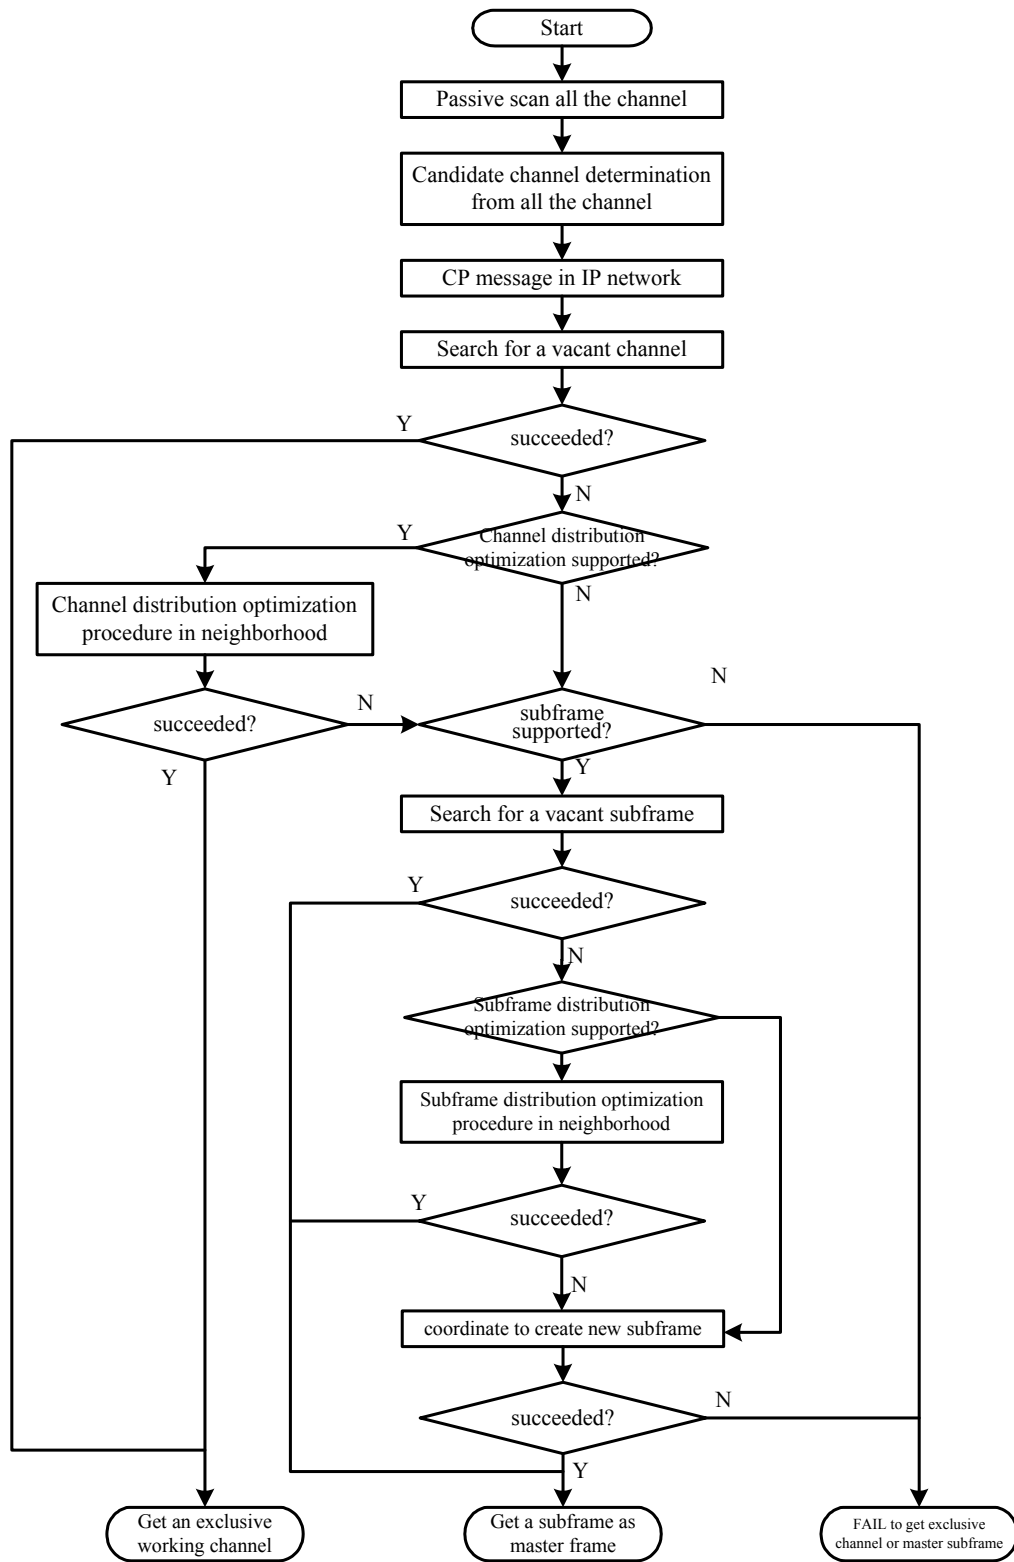 Start
Passive scan all the channel
Candidate channel determination
from all the channel
CP message in IP network
Search for a vacant channel
Y
succeeded?
N
Y
Channel distribution
optimization supported?
N
Channel distribution optimization
procedure in neighborhood
N
succeeded?
N
subframe
supported?
Y
Y
Search for a vacant subframe
Y
succeeded?
N
Subframe distribution
optimization supported?
Subframe distribution optimization
procedure in neighborhood
Y
succeeded?
N
coordinate to create new subframe
N
succeeded?
Y
Get an exclusive
working channel
Get a subframe as
master frame
FAIL to get exclusive
channel or master subframe